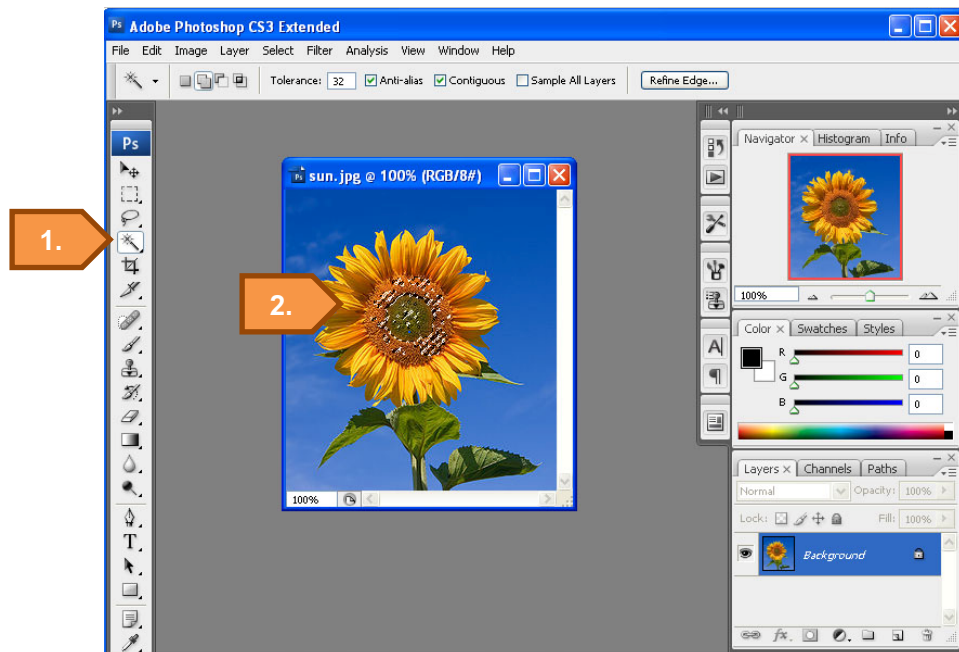 Ps Adobe Photoshop CS3 Extended
File Edit Image Layer Select Filter Analysis View Window Help
Tolerance: 32 Anti-alias Contiguous Sample All Layers Refine Edge...
Ps
Navigator × Histogram Info
sun.jpg @ 100% (RGB/8#)
1.
2.
100%
Color × Swatches Styles
R 0
G 0
B 0
A
T
Layers × Channels Paths
Normal Opacity: 100%
100%
Lock: Fill: 100%
Background
fx.